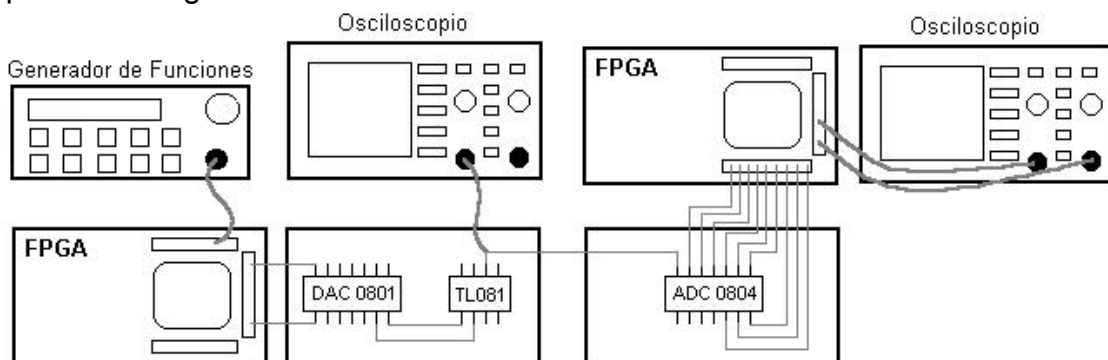 Osciloscopio
Osciloscopio
Generador de Funciones
FPGA
FPGA
DAC 0801
TL081
ADC 0804